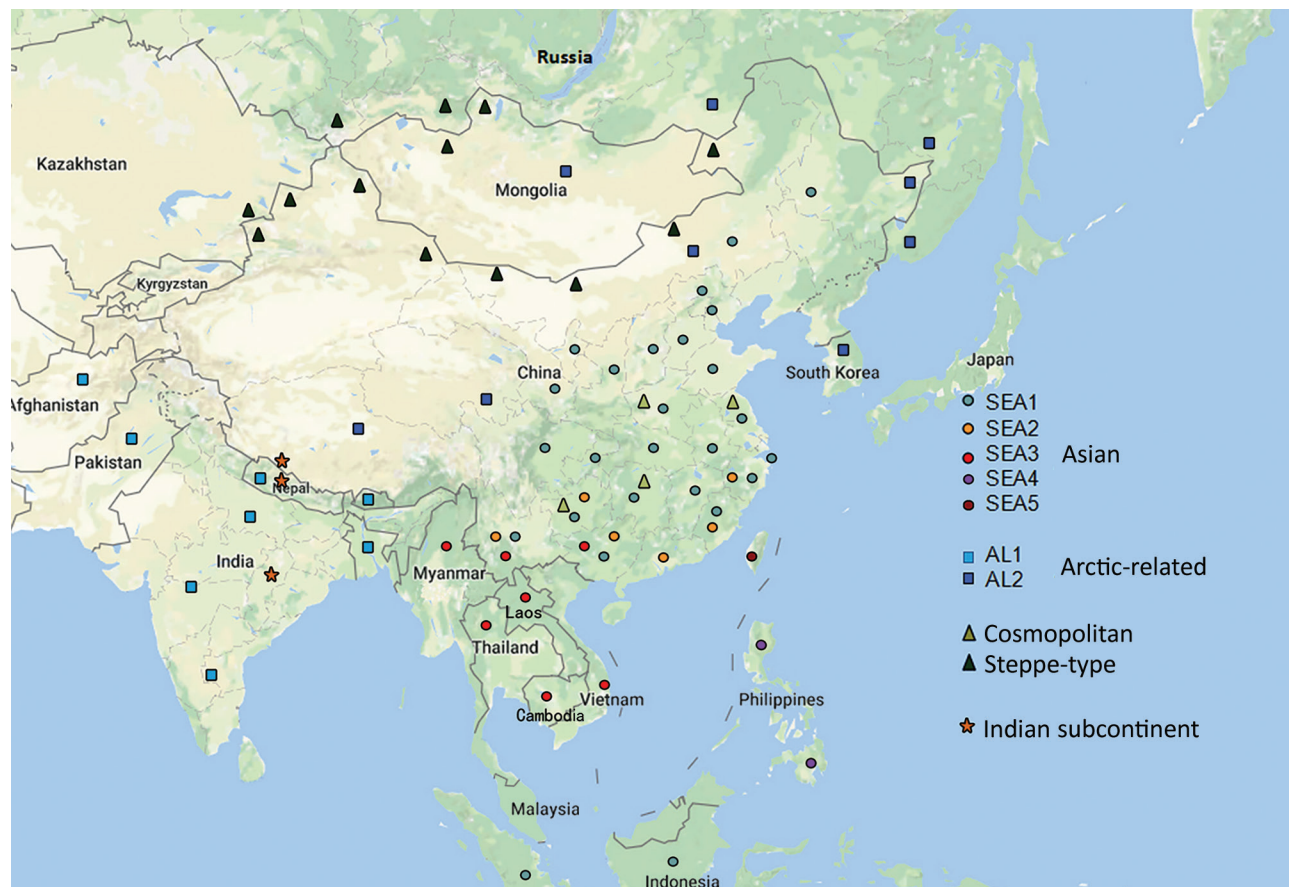 Russia
Kazakhstan
Mongolia
Kyrgyzstan
China
South Korea
Japan
Afghanistan
Pakistan
Nepal
India
Myanmar
Laos
Thailand
Vietnam
Cambodia
Philippines
Malaysia
Indonesia
SEA1
SEA2
SEA3
Asian
SEA4
SEA5
AL1
Arctic-related
AL2
Cosmopolitan
Steppe-type
Indian subcontinent